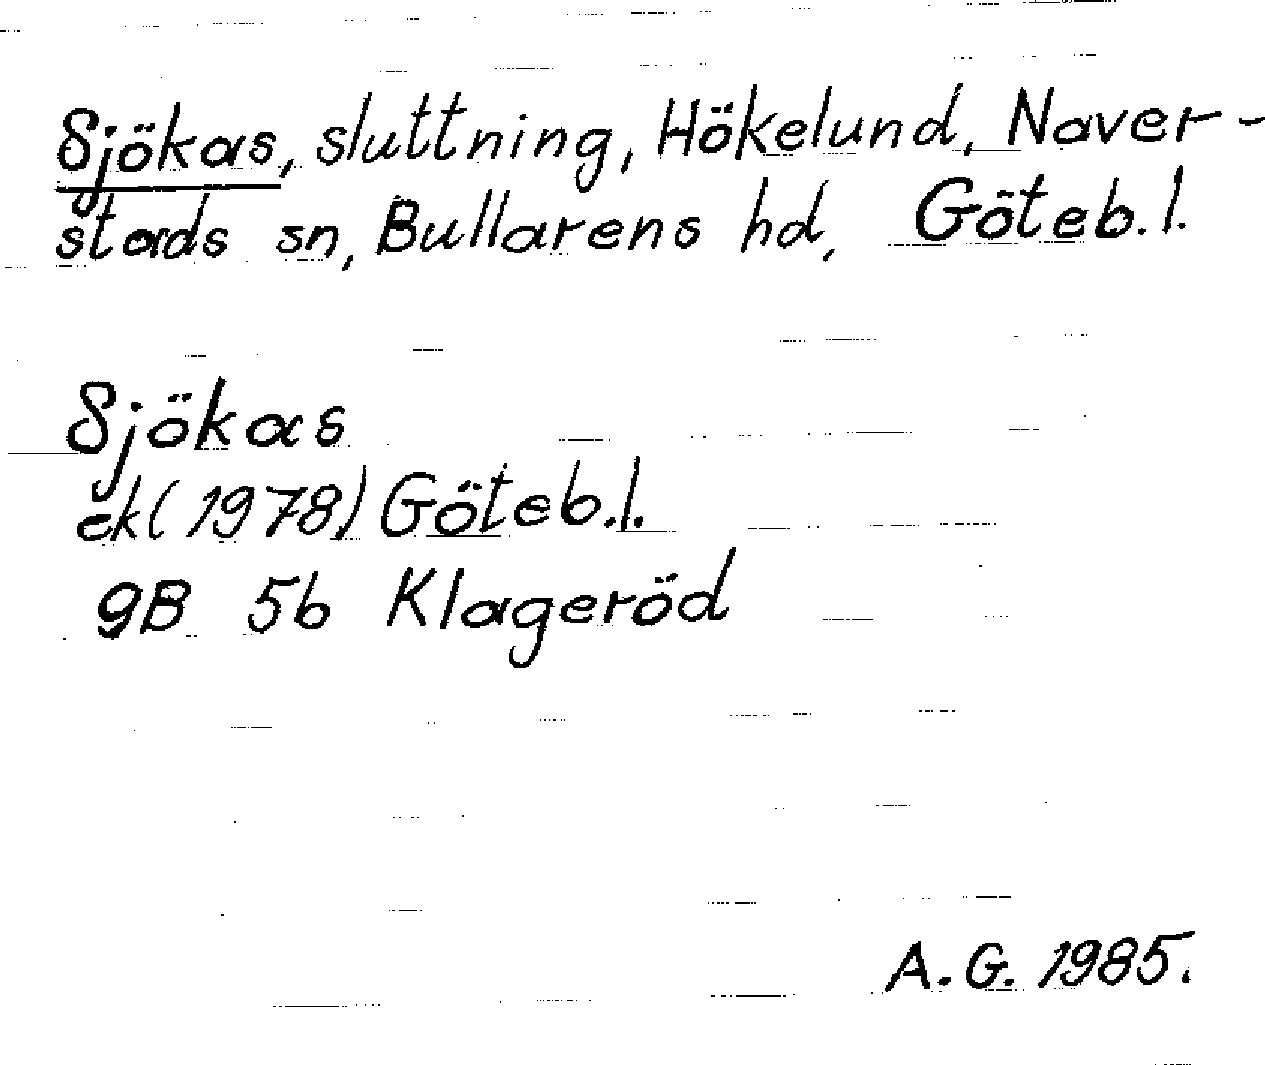 Sjökas, sluttning, Hökelund, Naver-
stads sn, Bullarens hd, Göteb. l.
Sjökas
ek (1978) Göteb. l.
9B 5b Klageröd
A. G. 1985.